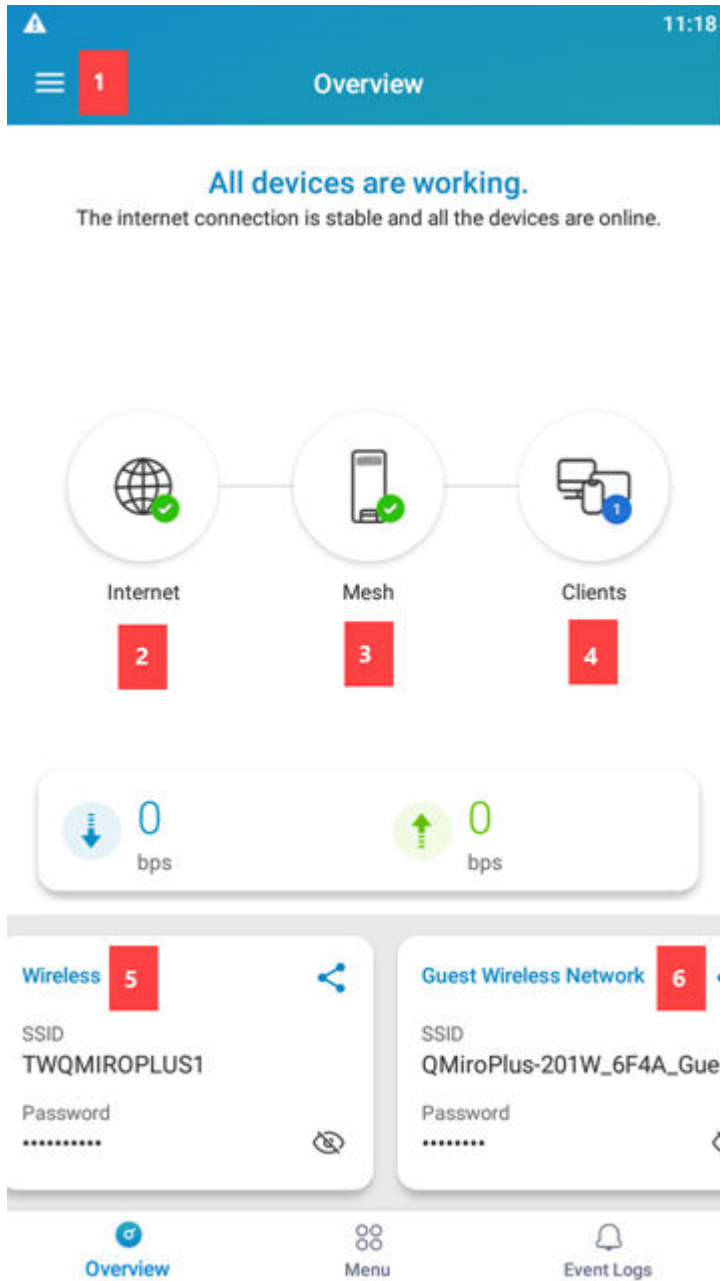 11:18
1
Overview
All devices are working.
The internet connection is stable and all the devices are online.
1
Internet Mesh Clients
2 3 4
0 0
bps bps
Wireless 5 Guest Wireless Network 6
SSID SSID
TWQMIROPLUS1 QMiroPlus-201W_6F4A_Gue
Password Password
•••••••••• ••••••••
Overview Menu Event Logs